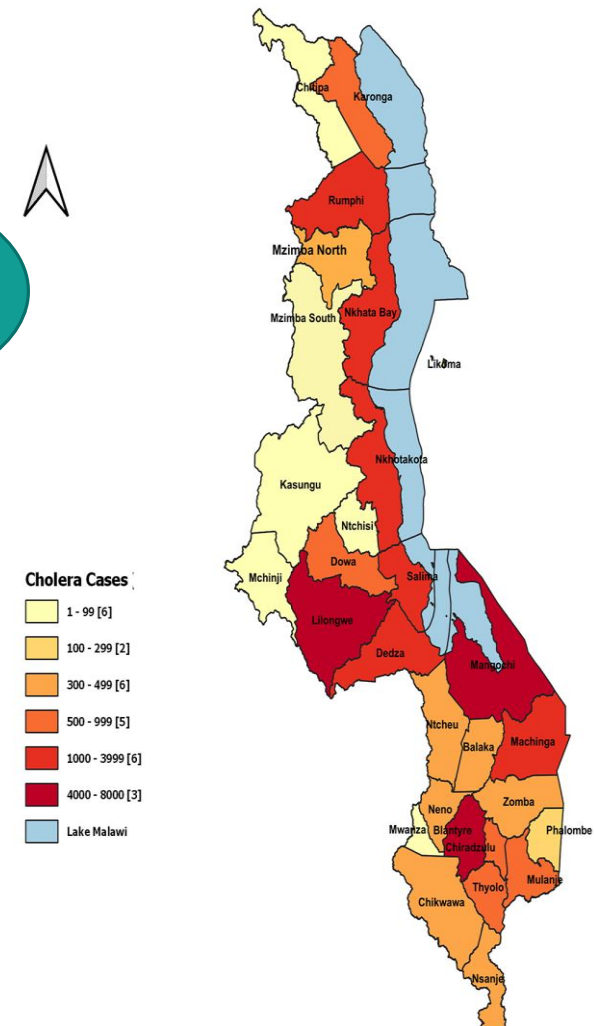 Chitipa
Karonga
Rumphi
Mzimba North
Mzimba South
Nkhata Bay
Likoma
Nkhotakota
Kasungu
Ntchisi
Dowa
Mchinji
Salima
Lilongwe
Dedza
Mangochi
Ntcheu
Balaka
Machinga
Neno
Zomba
Mwanza
Blantyre
Phalombe
Chiradzulu
Thyolo
Mulanje
Chikwawa
Nsanje
Cholera Cases
1 - 99 [6]
100 - 299 [2]
300 - 499 [6]
500 - 999 [5]
1000 - 3999 [6]
4000 - 8000 [3]
Lake Malawi